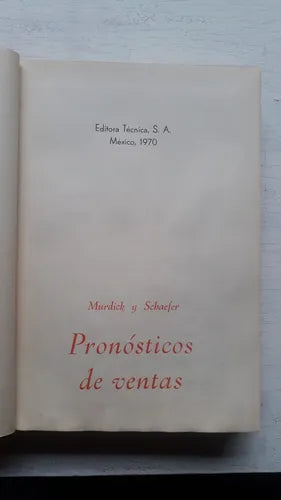 Editora Técnica, S. A.
México, 1970
Murdick y Schaefer
Pronósticos
de ventas